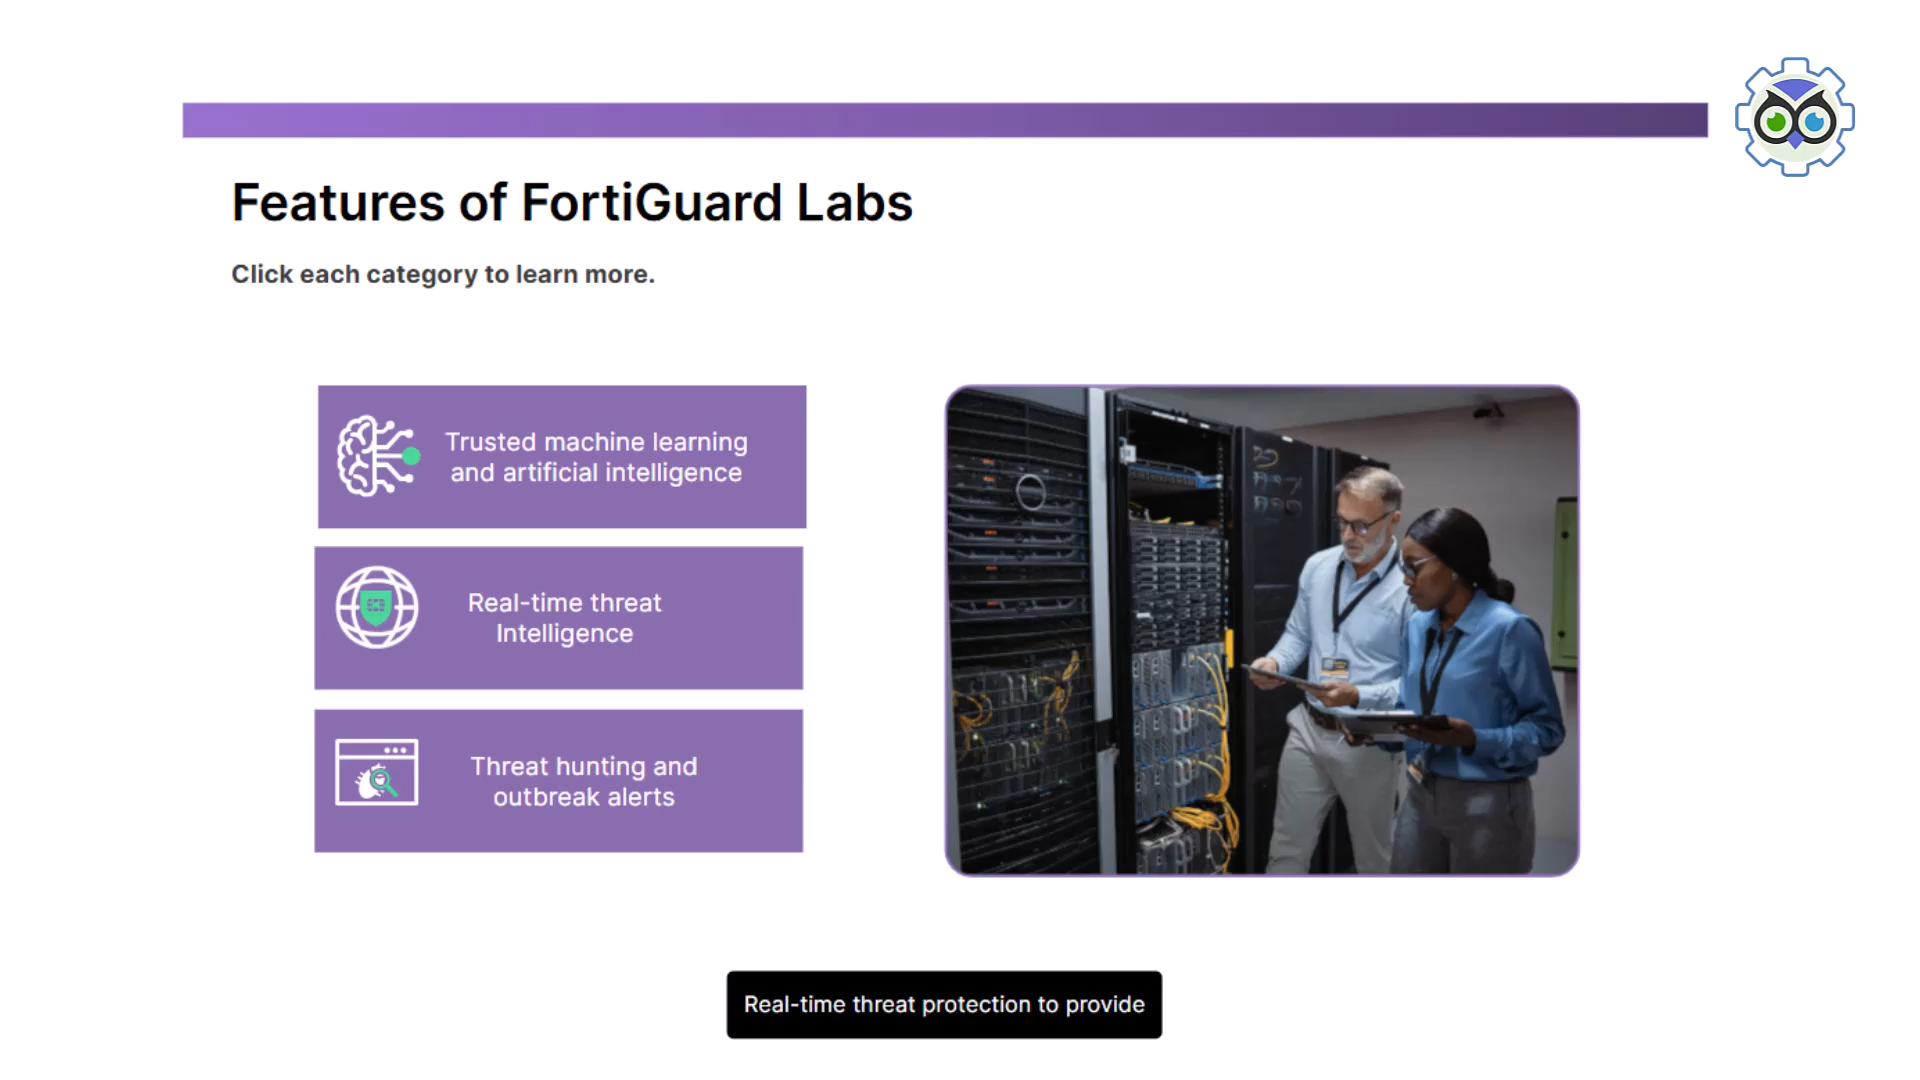 Features of FortiGuard Labs
Click each category to learn more.
Trusted machine learning
and artificial intelligence
Real-time threat
Intelligence
Threat hunting and
outbreak alerts
Real-time threat protection to provide